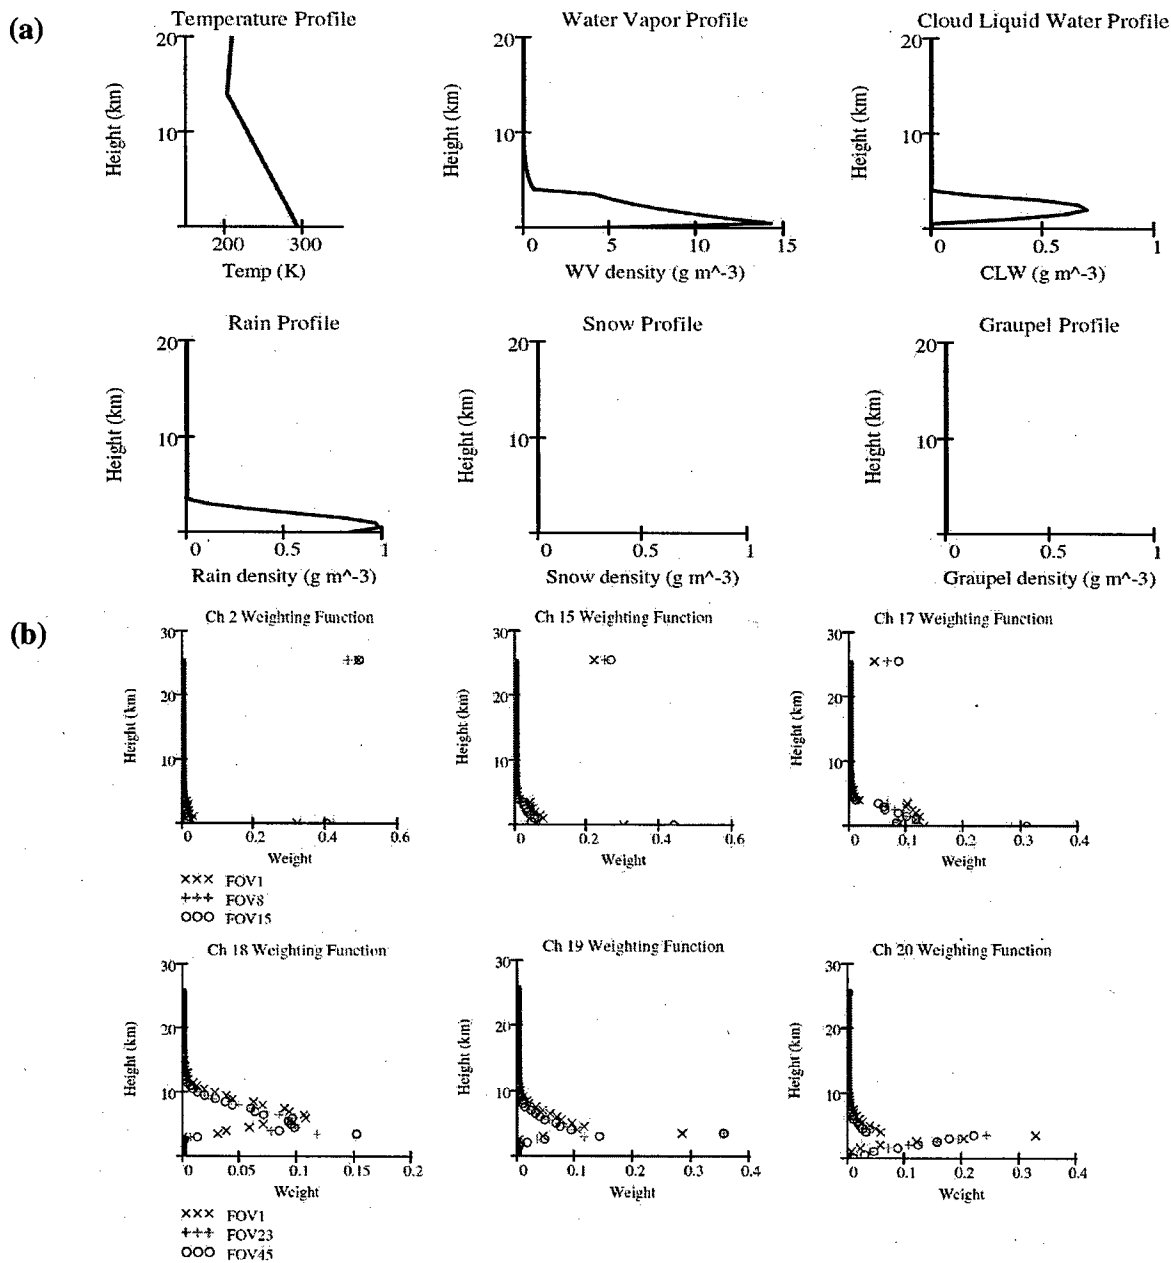 (a)
Temperature Profile
20
10
Height (km)
200 300
Temp (K)
Water Vapor Profile
20
10
Height (km)
0 5 10 15
WV density (g m^-3)
Cloud Liquid Water Profile
20
10
Height (km)
0 0.5 1
CLW (g m^-3)
Rain Profile
20
10
Height (km)
0 0.5 1
Rain density (g m^-3)
Snow Profile
20
10
Height (km)
0 0.5 1
Snow density (g m^-3)
Graupel Profile
20
10
Height (km)
0 0.5 1
Graupel density (g m^-3)
(b)
Ch 2 Weighting Function
30
20
10
Height (km)
0 0.2 0.4 0.6
Weight
×××  FOV1
+++ FOV8
OOO FOV15
Ch 15 Weighting Function
30
20
10
Height (km)
0 0.2 0.4 0.6
Weight
Ch 17 Weighting Function
30
20
10
Height (km)
0 0.1 0.2 0.3 0.4
Weight
Ch 18 Weighting Function
30
20
10
Height (km)
0 0.05 0.1 0.15 0.2
Weight
××× FOV1
+++ FOV23
OOO FOV45
Ch 19 Weighting Function
30
20
10
Height (km)
0 0.1 0.2 0.3 0.4
Weight
Ch 20 Weighting Function
30
20
10
Height (km)
0 0.1 0.2 0.3 0.4
Weight